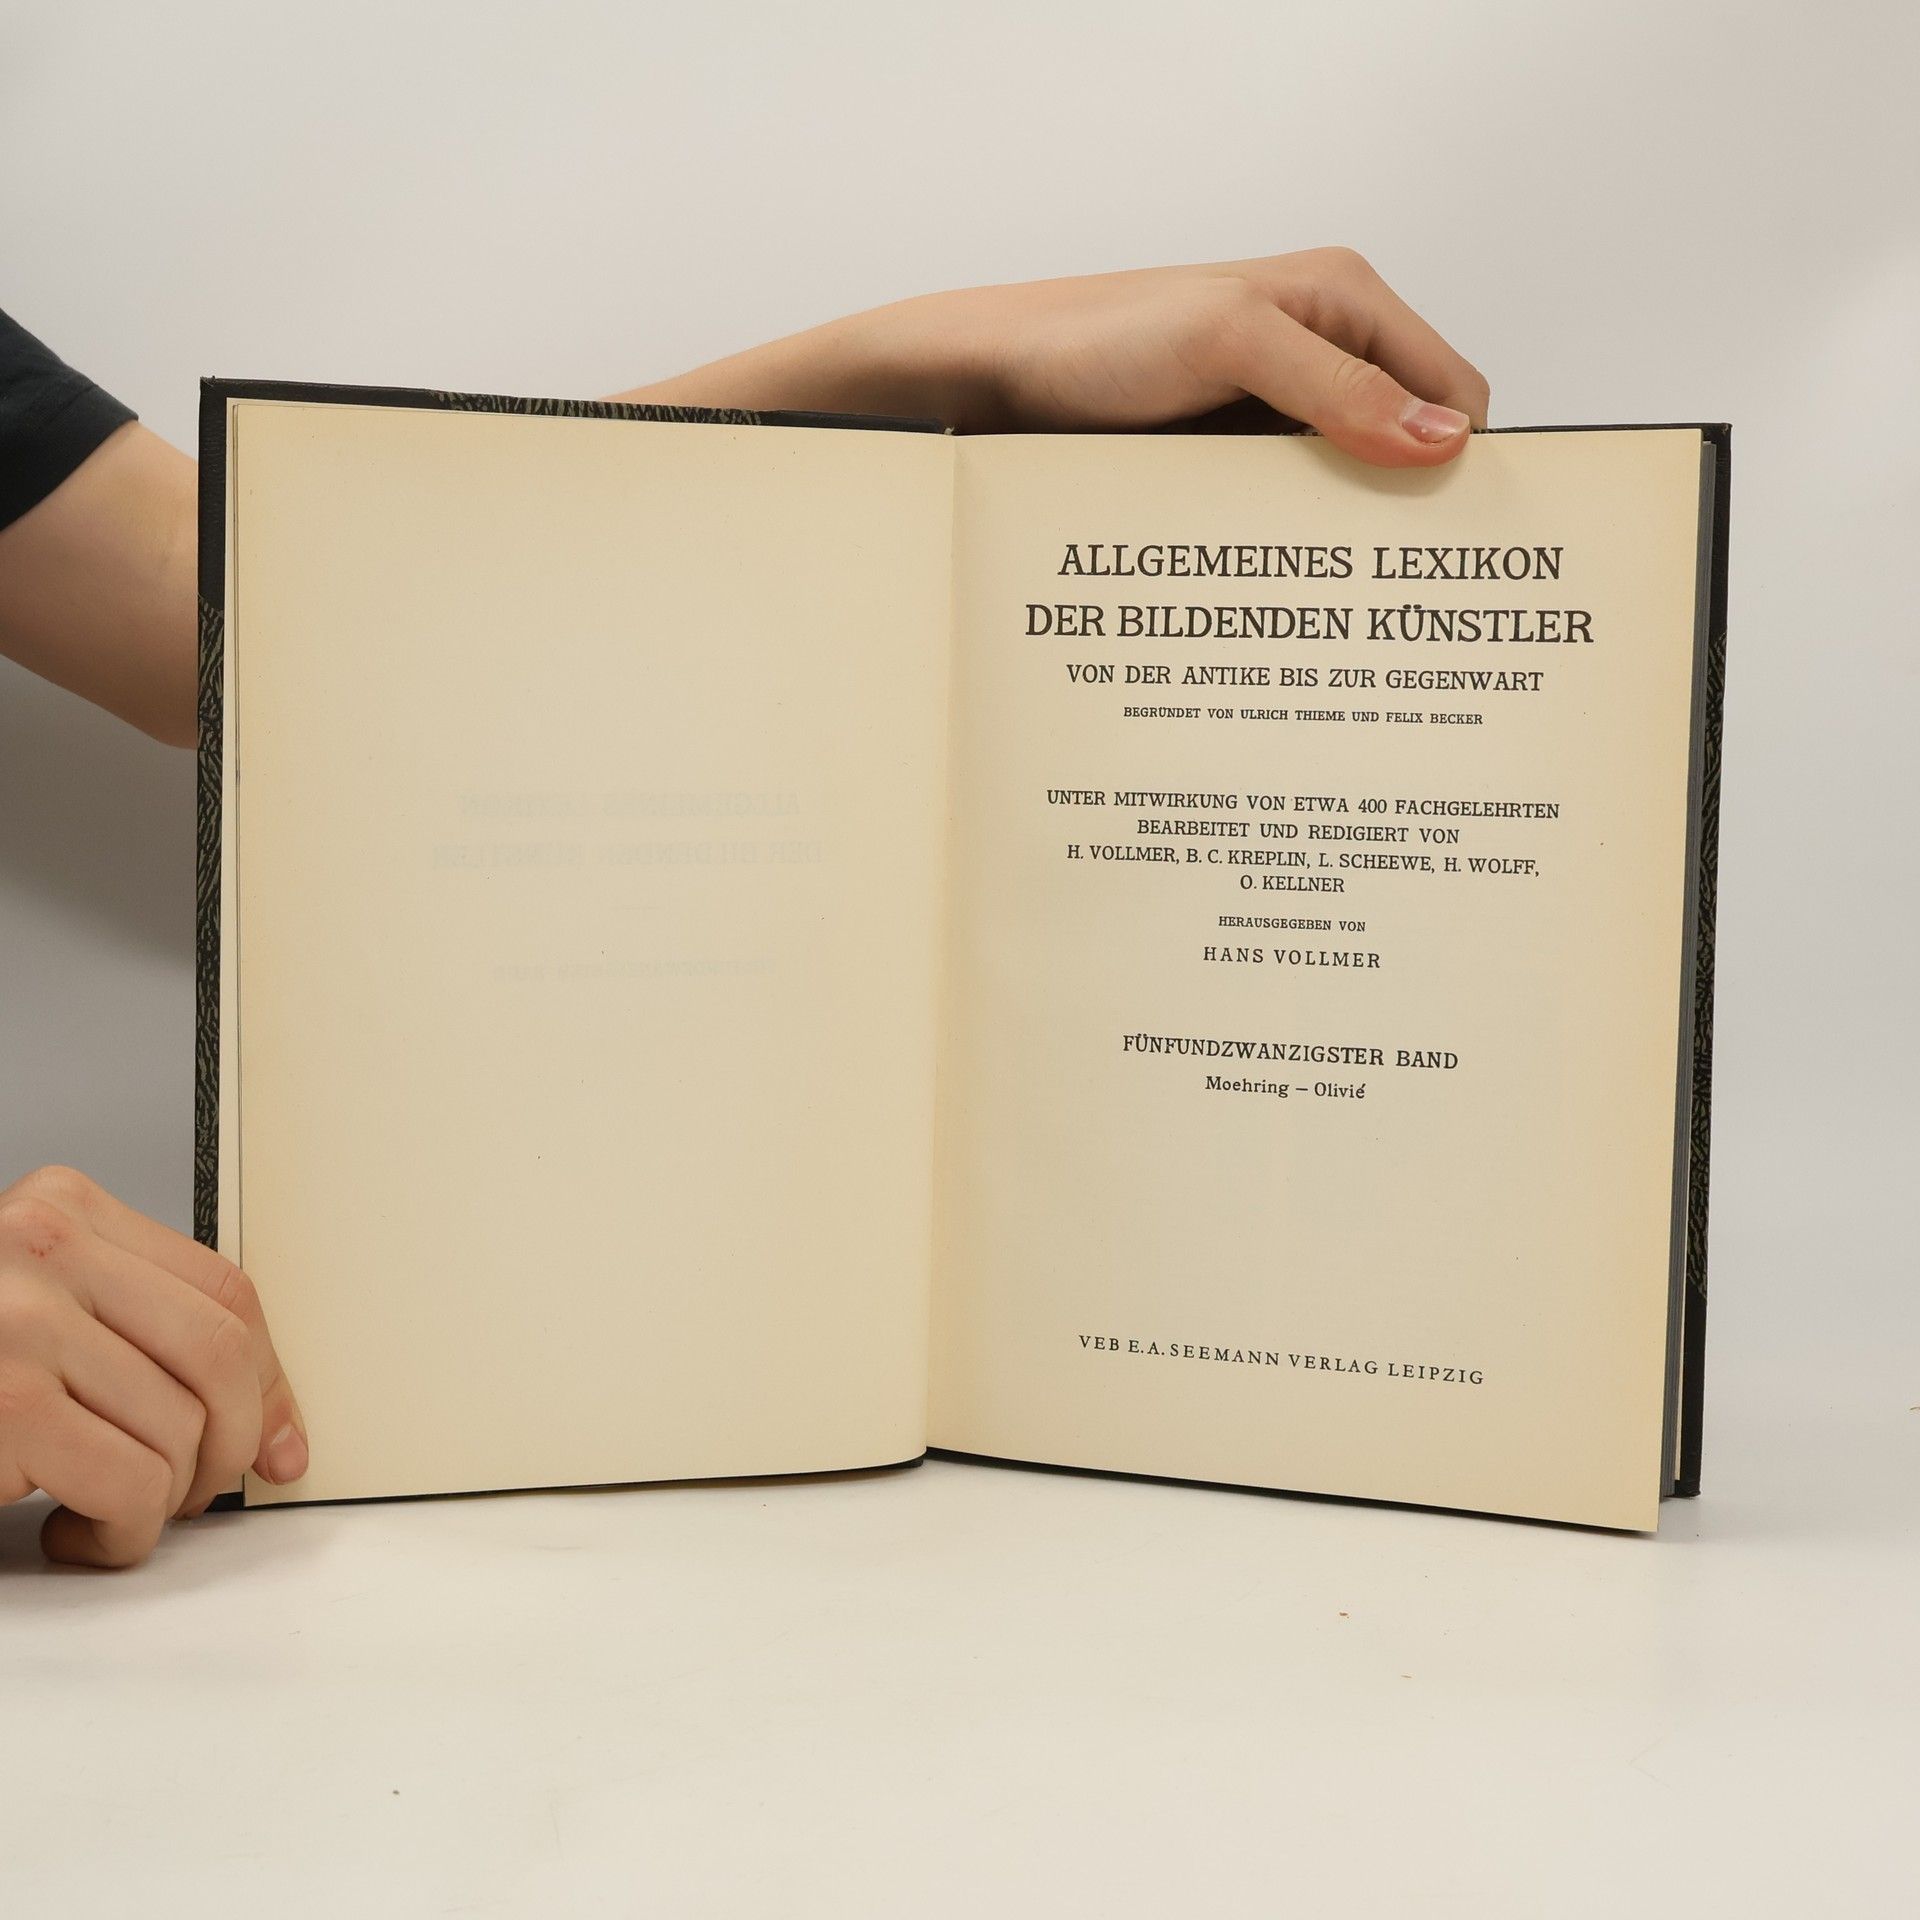 ALLGEMEINES LEXIKON
DER BILDENDEN KÜNSTLER
VON DER ANTIKE BIS ZUR GEGENWART
BEGRÜNDET VON ULRICH THIEME UND FELIX BECKER
UNTER MITWIRKUNG VON ETWA 400 FACHGELEHRTEN
BEARBEITET UND REDIGIERT VON
H. VOLLMER, B. C. KREPLIN, L. SCHEEWE, H. WOLFF,
O. KELLNER
HERAUSGEGEBEN VON
HANS VOLLMER
FÜNFUNDZWANZIGSTER BAND
Moehring – Olivié
VEB E. A. SEEMANN VERLAG LEIPZIG